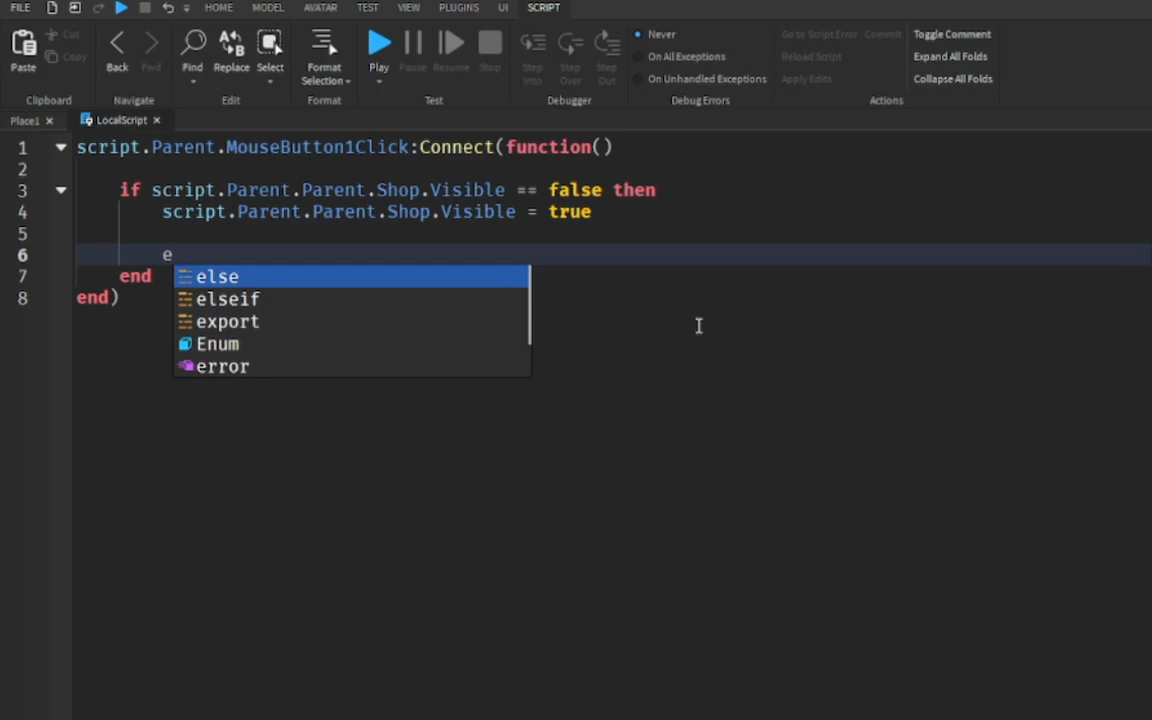 FILE HOME MODEL AVATAR TEST VIEW PLUGINS UI SCRIPT
Paste Cut Copy Back Fwd Find Replace Select Format Selection Play Pause Resume Stop Step Into Step Over Step Out Never On All Exceptions On Unhandled Exceptions Go to Script Error Commit Reload Script Apply Edits Toggle Comment Expand All Folds Collapse All Folds
Clipboard Navigate Edit Format Test Debugger Debug Errors Actions
Place1 LocalScript
1 script.Parent.MouseButton1Click:Connect(function()
2
3 if script.Parent.Parent.Shop.Visible == false then
4 script.Parent.Parent.Shop.Visible = true
5
6 e
else
elseif
export
Enum
error
7 end
8 end)